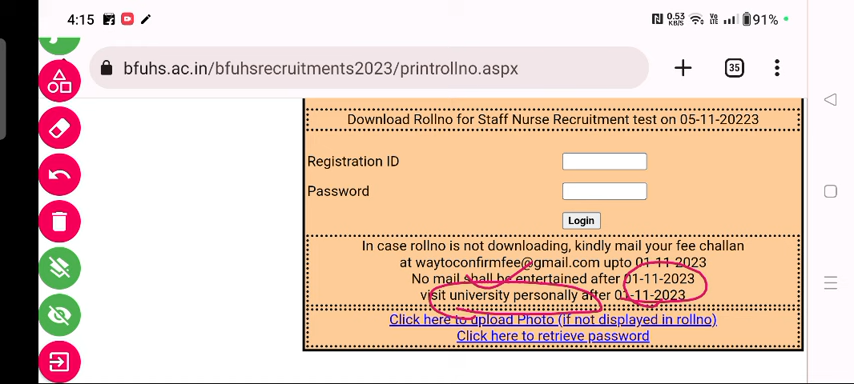 4:15 0.53 KB/S Vo LTE 91%
bfuhs.ac.in/bfuhsrecruitments2023/printrollno.aspx 35
Download Rollno for Staff Nurse Recruitment test on 05-11-20223
Registration ID
Password
Login
In case rollno is not downloading, kindly mail your fee challan
at waytoconfirmfee@gmail.com upto 01-11-2023
No mail shall be entertained after 01-11-2023
visit university personally after 01-11-2023
Click here to upload Photo (if not displayed in rollno)
Click here to retrieve password